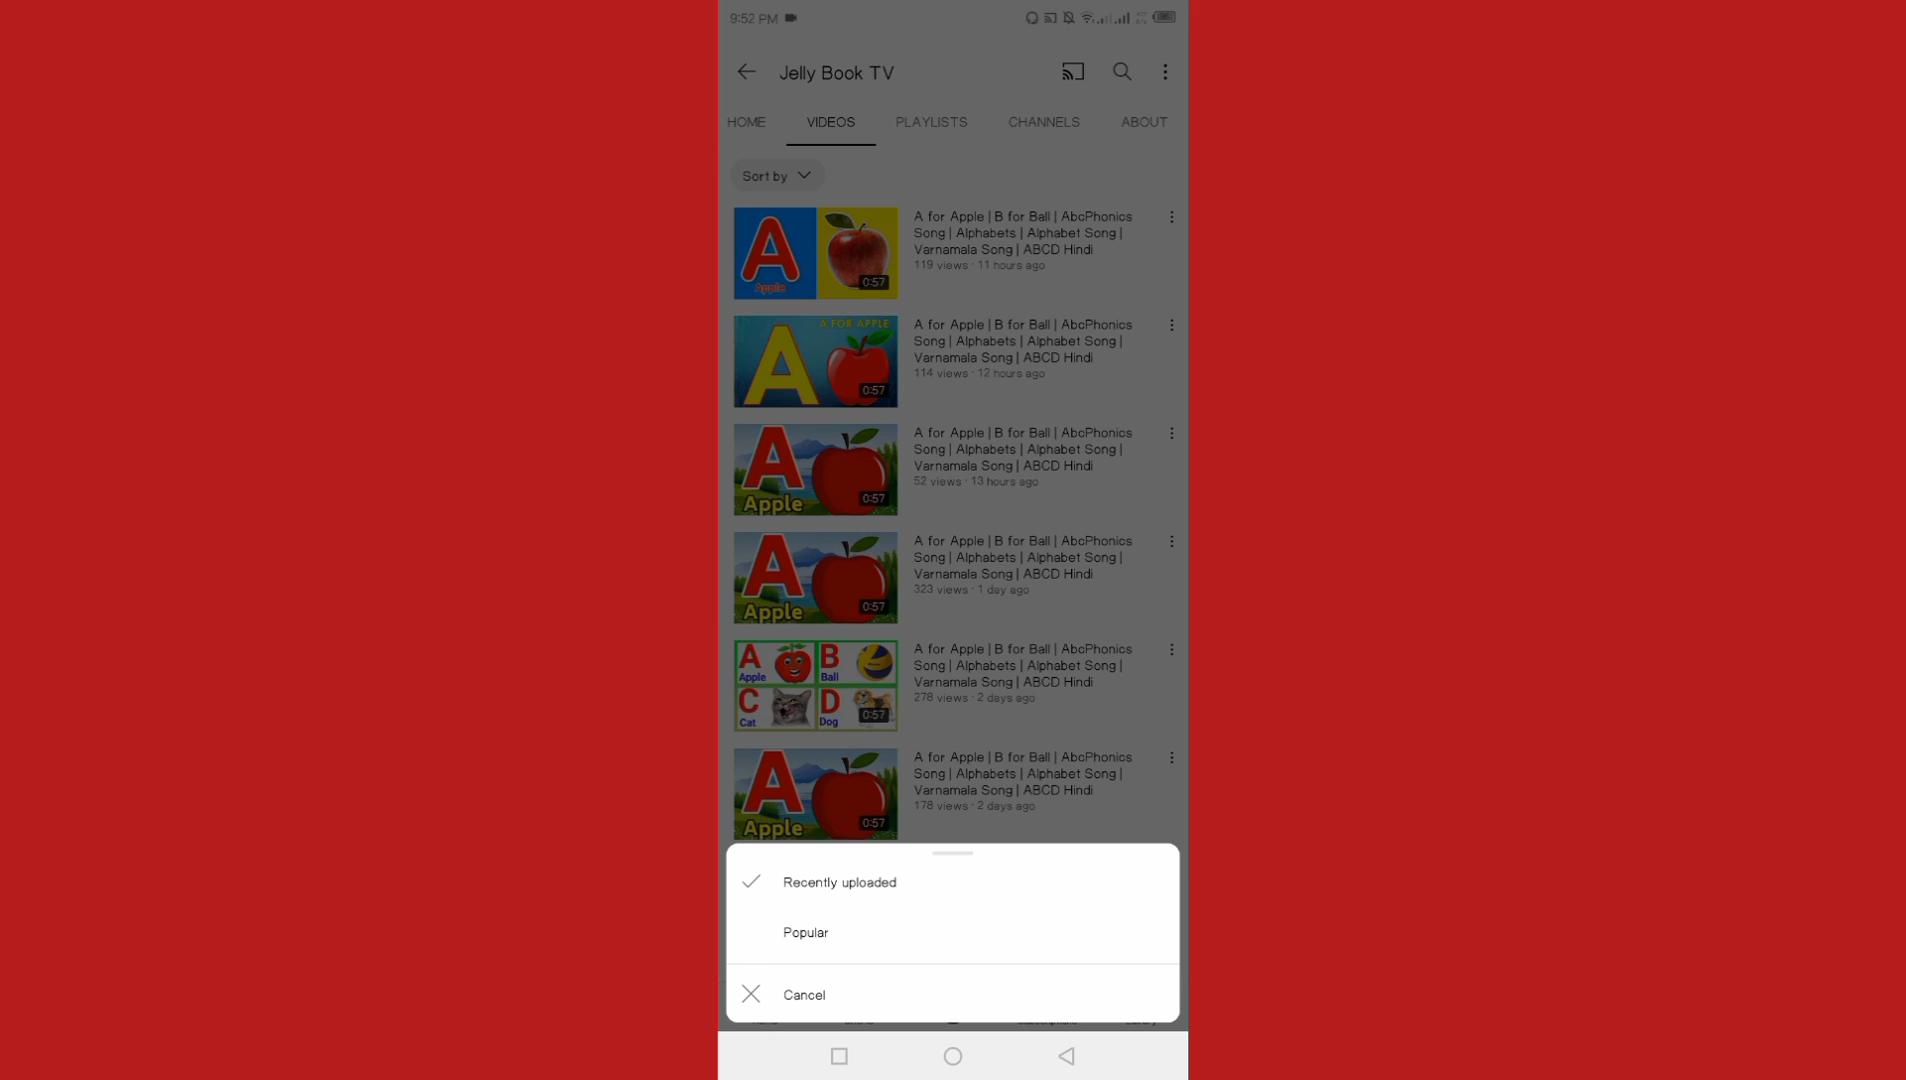 9:52 PM
Jelly Book TV
HOME VIDEOS PLAYLISTS CHANNELS ABOUT
Sort by
A
Apple
0:57
A for Apple | B for Ball | AbcPhonics
Song | Alphabets | Alphabet Song |
Varnamala Song | ABCD Hindi
119 views · 11 hours ago
A FOR APPLE
A
0:57
A for Apple | B for Ball | AbcPhonics
Song | Alphabets | Alphabet Song |
Varnamala Song | ABCD Hindi
114 views · 12 hours ago
A
Apple
0:57
A for Apple | B for Ball | AbcPhonics
Song | Alphabets | Alphabet Song |
Varnamala Song | ABCD Hindi
52 views · 13 hours ago
A
Apple
0:57
A for Apple | B for Ball | AbcPhonics
Song | Alphabets | Alphabet Song |
Varnamala Song | ABCD Hindi
323 views · 1 day ago
A B
Apple Ball
C D
Cat Dog
0:57
A for Apple | B for Ball | AbcPhonics
Song | Alphabets | Alphabet Song |
Varnamala Song | ABCD Hindi
278 views · 2 days ago
A
Apple
0:57
A for Apple | B for Ball | AbcPhonics
Song | Alphabets | Alphabet Song |
Varnamala Song | ABCD Hindi
178 views · 2 days ago
Recently uploaded
Popular
Cancel